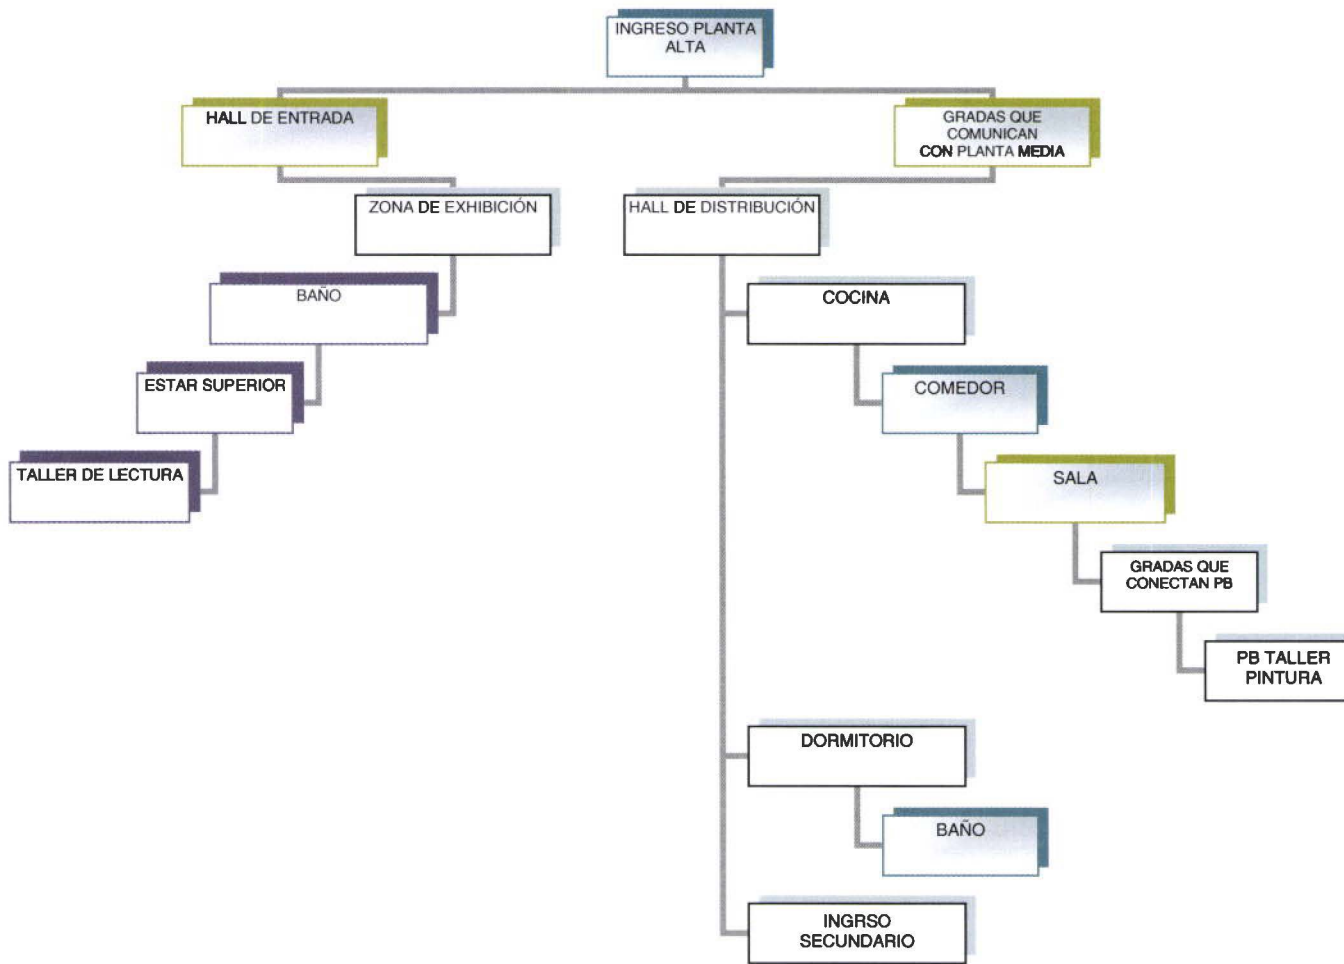 INGRESO PLANTA
ALTA
HALL DE ENTRADA
GRADAS QUE
COMUNICAN
CON PLANTA MEDIA
ZONA DE EXHIBICIÓN
HALL DE DISTRIBUCIÓN
BAÑO
COCINA
ESTAR SUPERIOR
COMEDOR
TALLER DE LECTURA
SALA
GRADAS QUE
CONECTAN PB
PB TALLER
PINTURA
DORMITORIO
BAÑO
INGRSO
SECUNDARIO